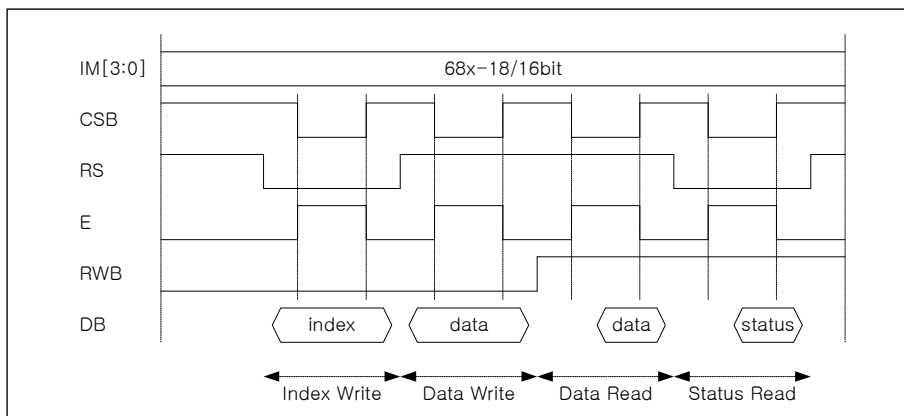 IM[3:0] 68x-18/16bit
CSB
RS
E
RWB
DB index data data status
Index Write Data Write Data Read Status Read